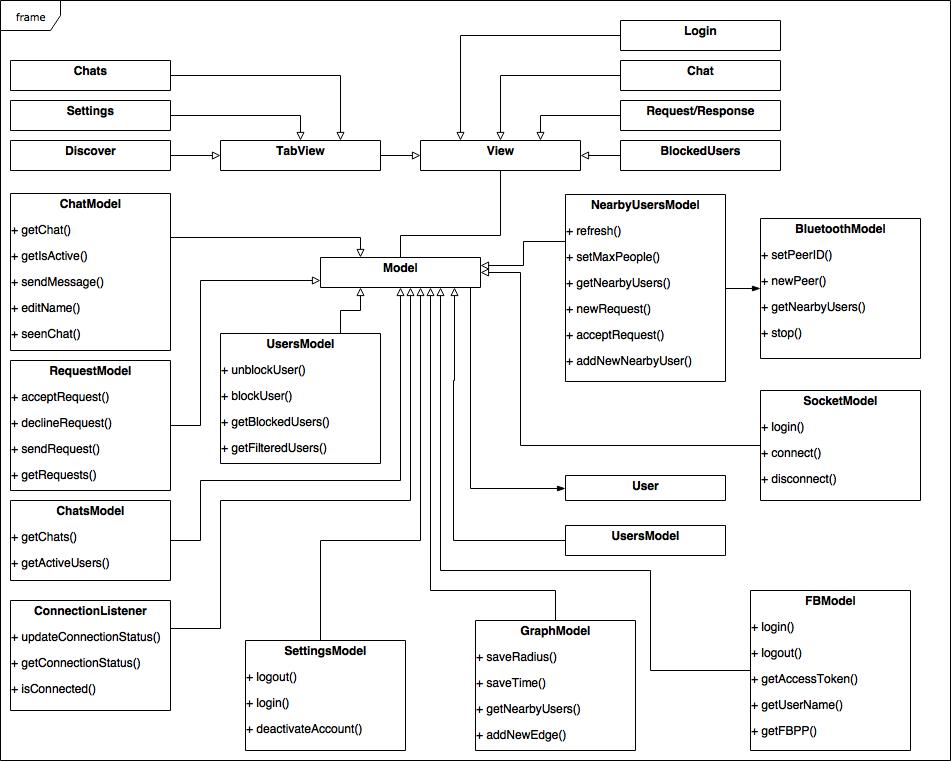 frame
Login
Chats
Chat
Settings
Request/Response
Discover
TabView
View
BlockedUsers
ChatModel
+ getChat()
+ getIsActive()
+ sendMessage()
+ editName()
+ seenChat()
Model
NearbyUsersModel
+ refresh()
+ setMaxPeople()
+ getNearbyUsers()
+ newRequest()
+ acceptRequest()
+ addNewNearbyUser()
BluetoothModel
+ setPeerID()
+ newPeer()
+ getNearbyUsers()
+ stop()
UsersModel
+ unblockUser()
+ blockUser()
+ getBlockedUsers()
+ getFilteredUsers()
RequestModel
+ acceptRequest()
+ declineRequest()
+ sendRequest()
+ getRequests()
SocketModel
+ login()
+ connect()
+ disconnect()
User
ChatsModel
+ getChats()
+ getActiveUsers()
UsersModel
ConnectionListener
+ updateConnectionStatus()
+ getConnectionStatus()
+ isConnected()
SettingsModel
+ logout()
+ login()
+ deactivateAccount()
GraphModel
+ saveRadius()
+ saveTime()
+ getNearbyUsers()
+ addNewEdge()
FBModel
+ login()
+ logout()
+ getAccessToken()
+ getUserName()
+ getFBPP()